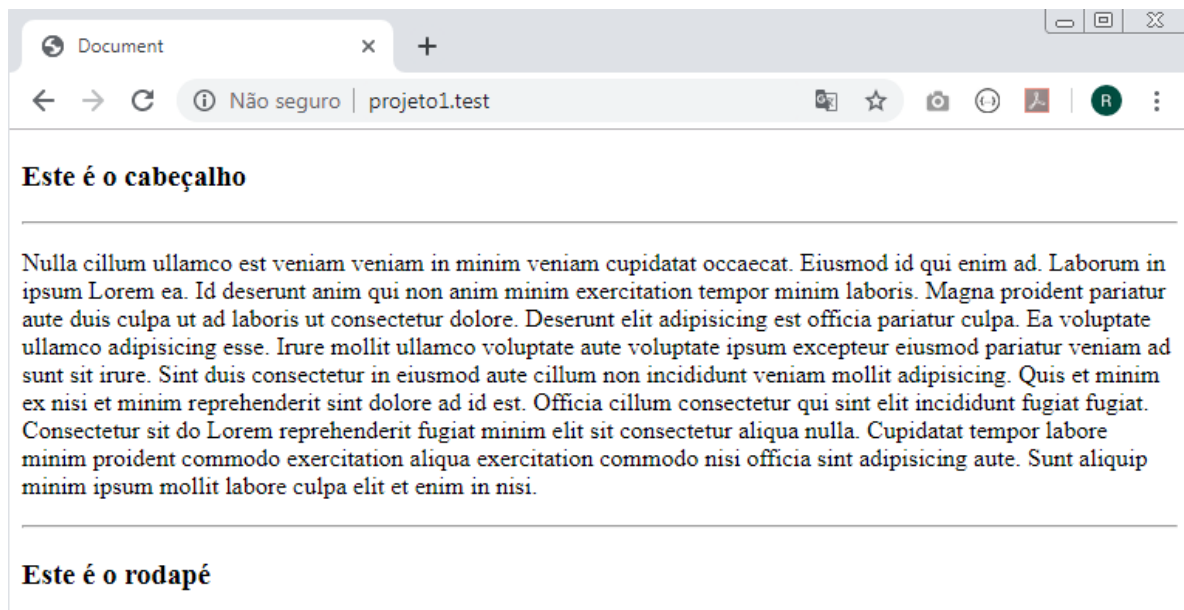 Document
Não seguro
projeto1.test
R
Este é o cabeçalho
Nulla cillum ullamco est veniam veniam in minim veniam cupidatat occaecat. Eiusmod id qui enim ad. Laborum in
ipsum Lorem ea. Id deserunt anim qui non anim minim exercitation tempor minim laboris. Magna proident pariatur
aute duis culpa ut ad laboris ut consectetur dolore. Deserunt elit adipisicing est officia pariatur culpa. Ea voluptate
ullamco adipisicing esse. Irure mollit ullamco voluptate aute voluptate ipsum excepteur eiusmod pariatur veniam ad
sunt sit irure. Sint duis consectetur in eiusmod aute cillum non incididunt veniam mollit adipisicing. Quis et minim
ex nisi et minim reprehenderit sint dolore ad id est. Officia cillum consectetur qui sint elit incididunt fugiat fugiat.
Consectetur sit do Lorem reprehenderit fugiat minim elit sit consectetur aliqua nulla. Cupidatat tempor labore
minim proident commodo exercitation aliqua exercitation commodo nisi officia sint adipisicing aute. Sunt aliquip
minim ipsum mollit labore culpa elit et enim in nisi.
Este é o rodapé